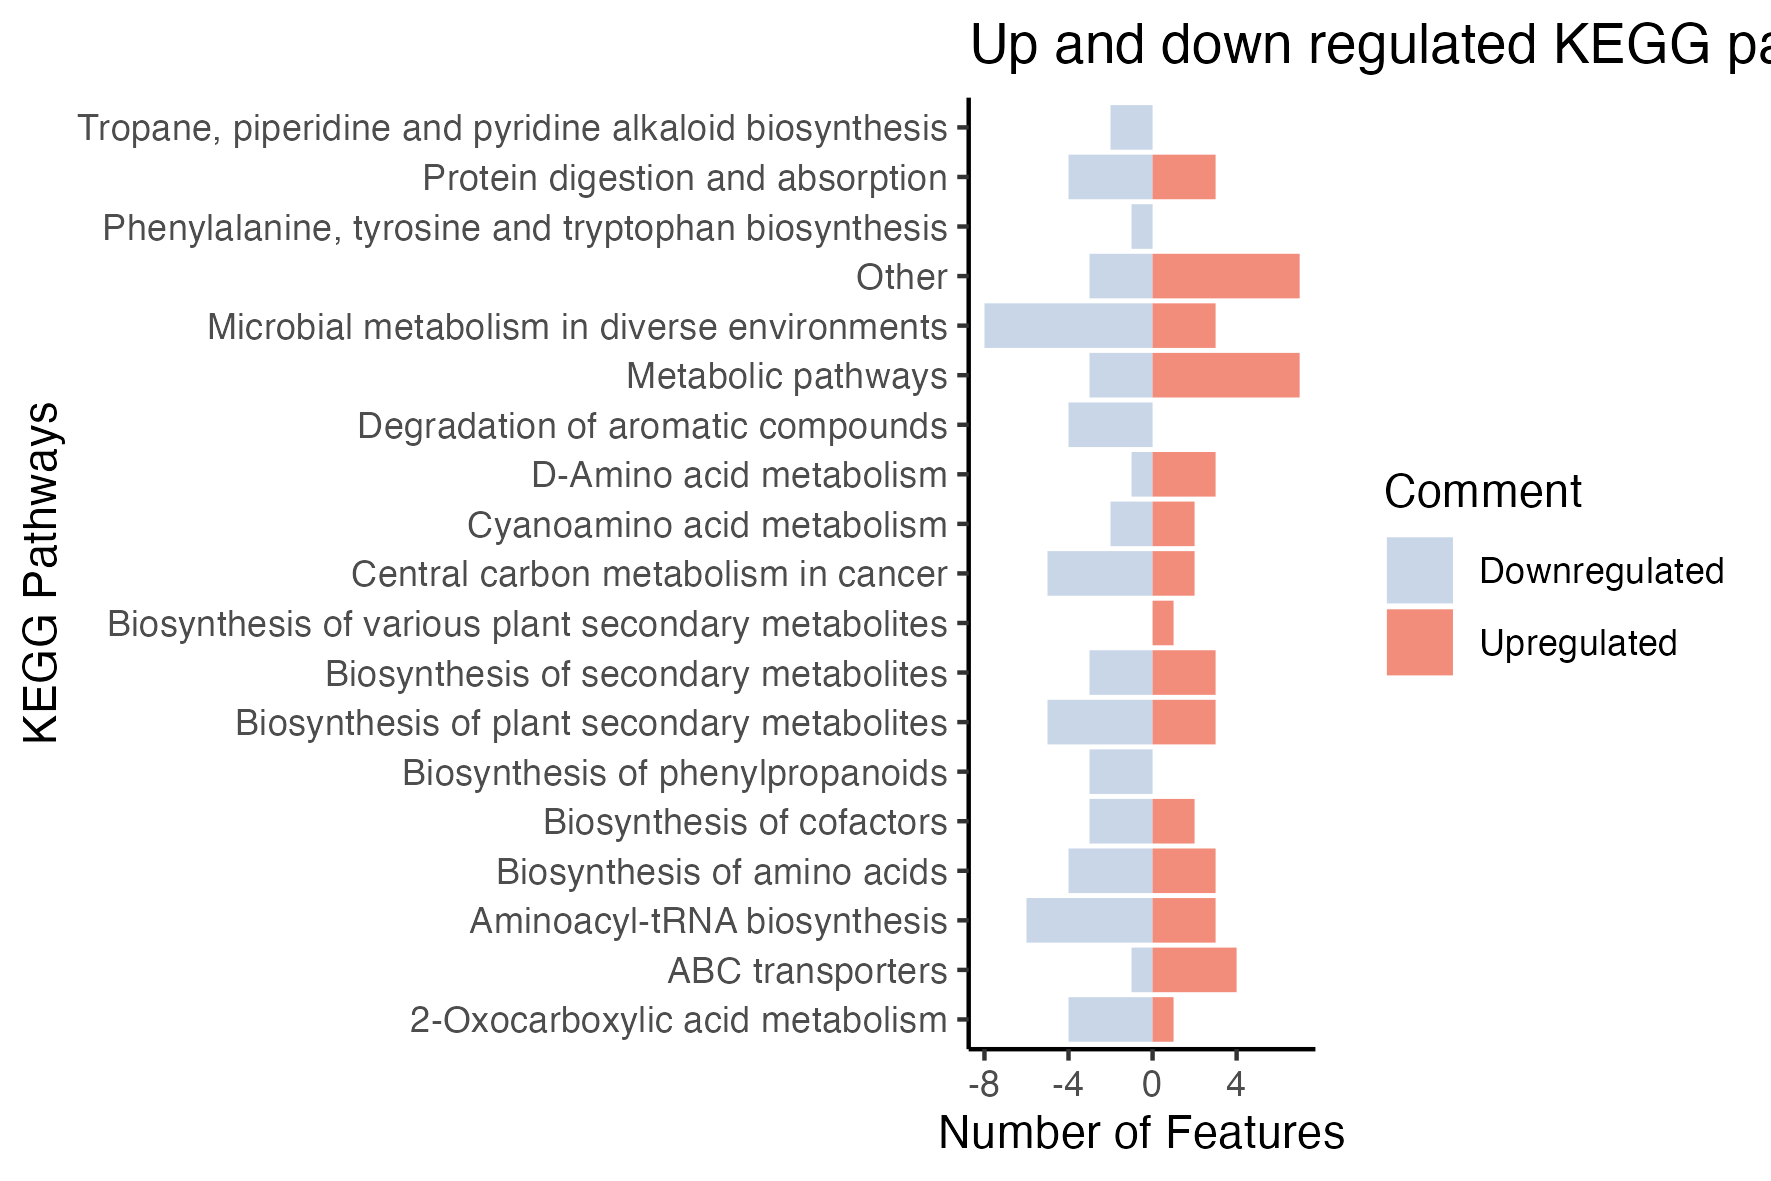 Up and down regulated KEGG pa
Tropane, piperidine and pyridine alkaloid biosynthesis
Protein digestion and absorption
Phenylalanine, tyrosine and tryptophan biosynthesis
Other
Microbial metabolism in diverse environments
Metabolic pathways
Degradation of aromatic compounds
D-Amino acid metabolism
Cyanoamino acid metabolism
Central carbon metabolism in cancer
Biosynthesis of various plant secondary metabolites
Biosynthesis of secondary metabolites
Biosynthesis of plant secondary metabolites
Biosynthesis of phenylpropanoids
Biosynthesis of cofactors
Biosynthesis of amino acids
Aminoacyl-tRNA biosynthesis
ABC transporters
2-Oxocarboxylic acid metabolism
KEGG Pathways
-8 -4 0 4
Number of Features
Comment
Downregulated
Upregulated